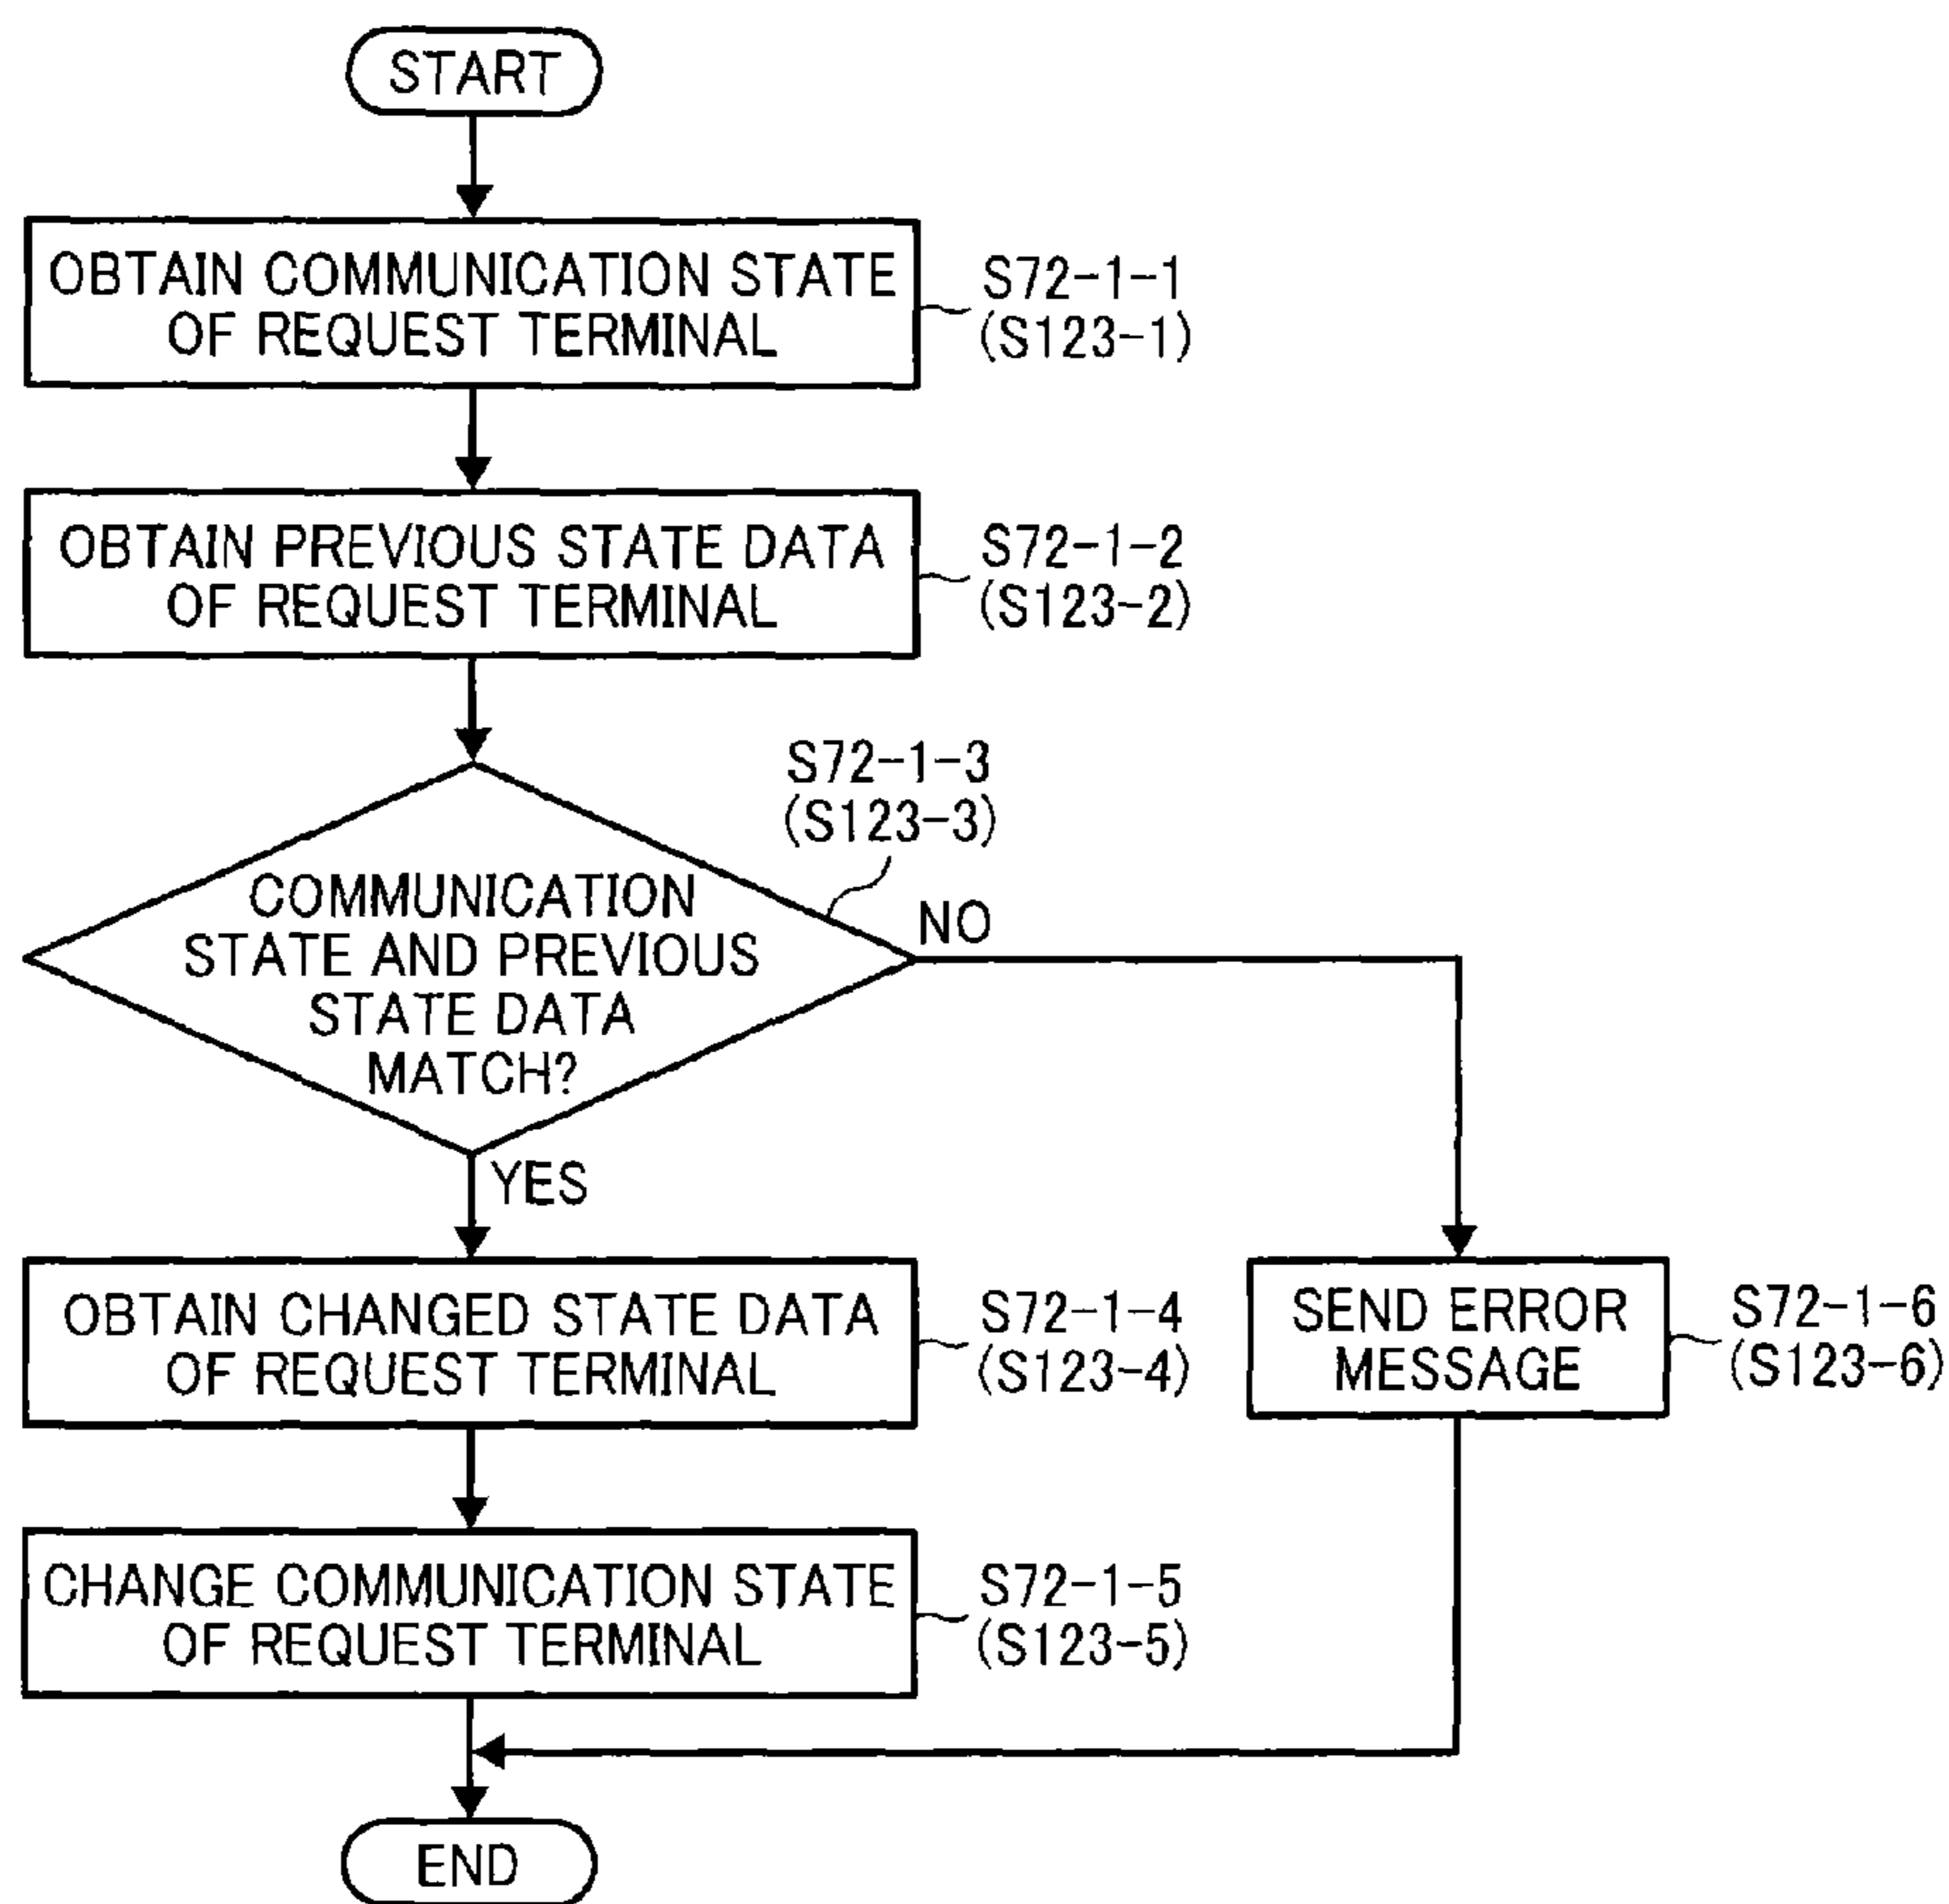 START
OBTAIN COMMUNICATION STATE
OF REQUEST TERMINAL
S72-1-1
(S123-1)
OBTAIN PREVIOUS STATE DATA
OF REQUEST TERMINAL
S72-1-2
(S123-2)
S72-1-3
(S123-3)
COMMUNICATION
STATE AND PREVIOUS
STATE DATA
MATCH?
NO
YES
OBTAIN CHANGED STATE DATA
OF REQUEST TERMINAL
S72-1-4
(S123-4)
SEND ERROR
MESSAGE
S72-1-6
(S123-6)
CHANGE COMMUNICATION STATE
OF REQUEST TERMINAL
S72-1-5
(S123-5)
END